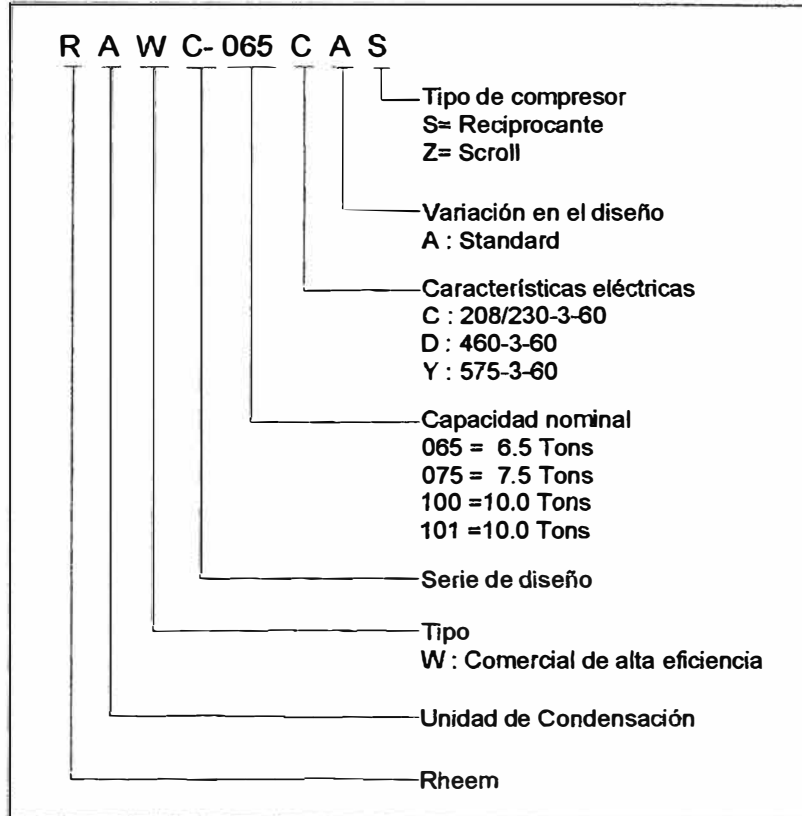 R A W C- 065 C A S
Tipo de compresor
S= Reciprocante
Z= Scroll
Variación en el diseño
A : Standard
Características eléctricas
C : 208/230-3-60
D : 460-3-60
Y : 575-3-60
Capacidad nominal
065 = 6.5 Tons
075 = 7.5 Tons
100 =10.0 Tons
101 =10.0 Tons
Serie de diseño
Tipo
W : Comercial de alta eficiencia
Unidad de Condensación
Rheem